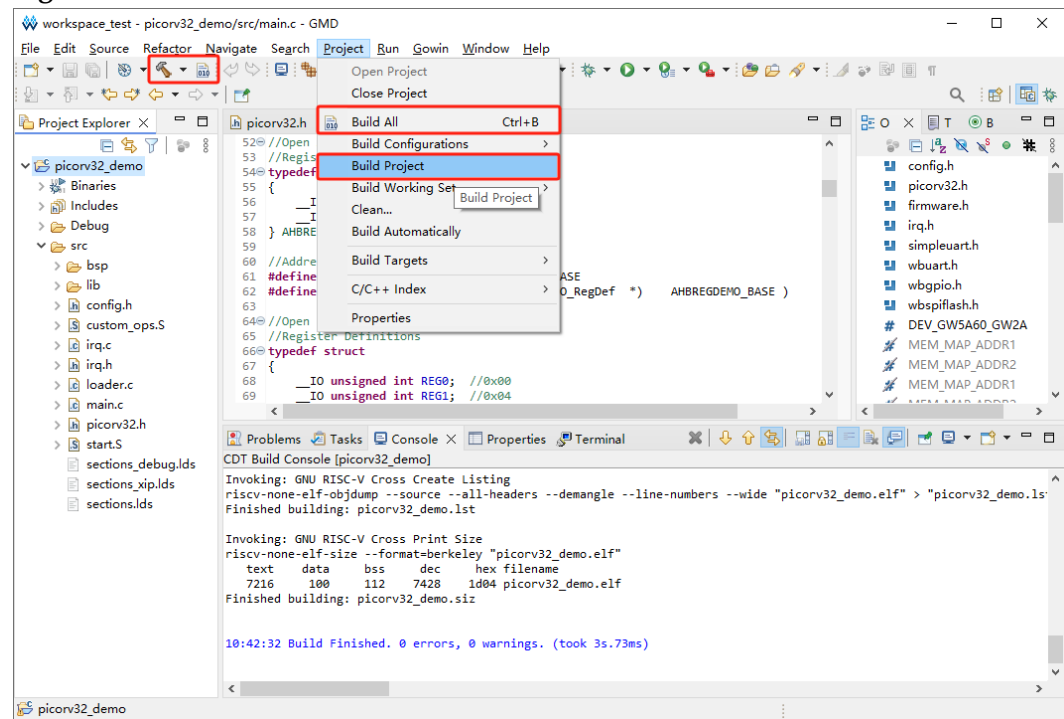 workspace_test - picorv32_demo/src/main.c - GMD
File Edit Source Refactor Navigate Search Project Run Gowin Window Help
Open Project
Close Project
Build All Ctrl+B
Build Configurations
Build Project
Build Working Set
Build Project
Clean...
Build Automatically
Build Targets
C/C++ Index
Properties
Project Explorer
picorv32_demo
Binaries
Includes
Debug
src
bsp
lib
config.h
custom_ops.S
irq.c
irq.h
loader.c
main.c
picorv32.h
start.S
sections_debug.lds
sections_xip.lds
sections.lds
picorv32.h
52 //Open
53 //Regis
54 typedef
55 {
56 __I
57 __I
58 } AHBRE
59
60 //Addre
61 #define ASE
62 #define O_RegDef *) AHBREGDEMO_BASE )
63
64 //Open
65 //Register Definitions
66 typedef struct
67 {
68 __IO unsigned int REG0; //0x00
69 __IO unsigned int REG1; //0x04
O T B
config.h
picorv32.h
firmware.h
irq.h
simpleuart.h
wbuart.h
wbgpio.h
wbspiflash.h
DEV_GW5A60_GW2A
MEM_MAP_ADDR1
MEM_MAP_ADDR2
MEM_MAP_ADDR1
Problems Tasks Console Properties Terminal
CDT Build Console [picorv32_demo]
Invoking: GNU RISC-V Cross Create Listing
riscv-none-elf-objdump --source --all-headers --demangle --line-numbers --wide "picorv32_demo.elf" > "picorv32_demo.ls
Finished building: picorv32_demo.lst
Invoking: GNU RISC-V Cross Print Size
riscv-none-elf-size --format=berkeley "picorv32_demo.elf"
text data bss dec hex filename
7216 100 112 7428 1d04 picorv32_demo.elf
Finished building: picorv32_demo.siz
10:42:32 Build Finished. 0 errors, 0 warnings. (took 3s.73ms)
picorv32_demo